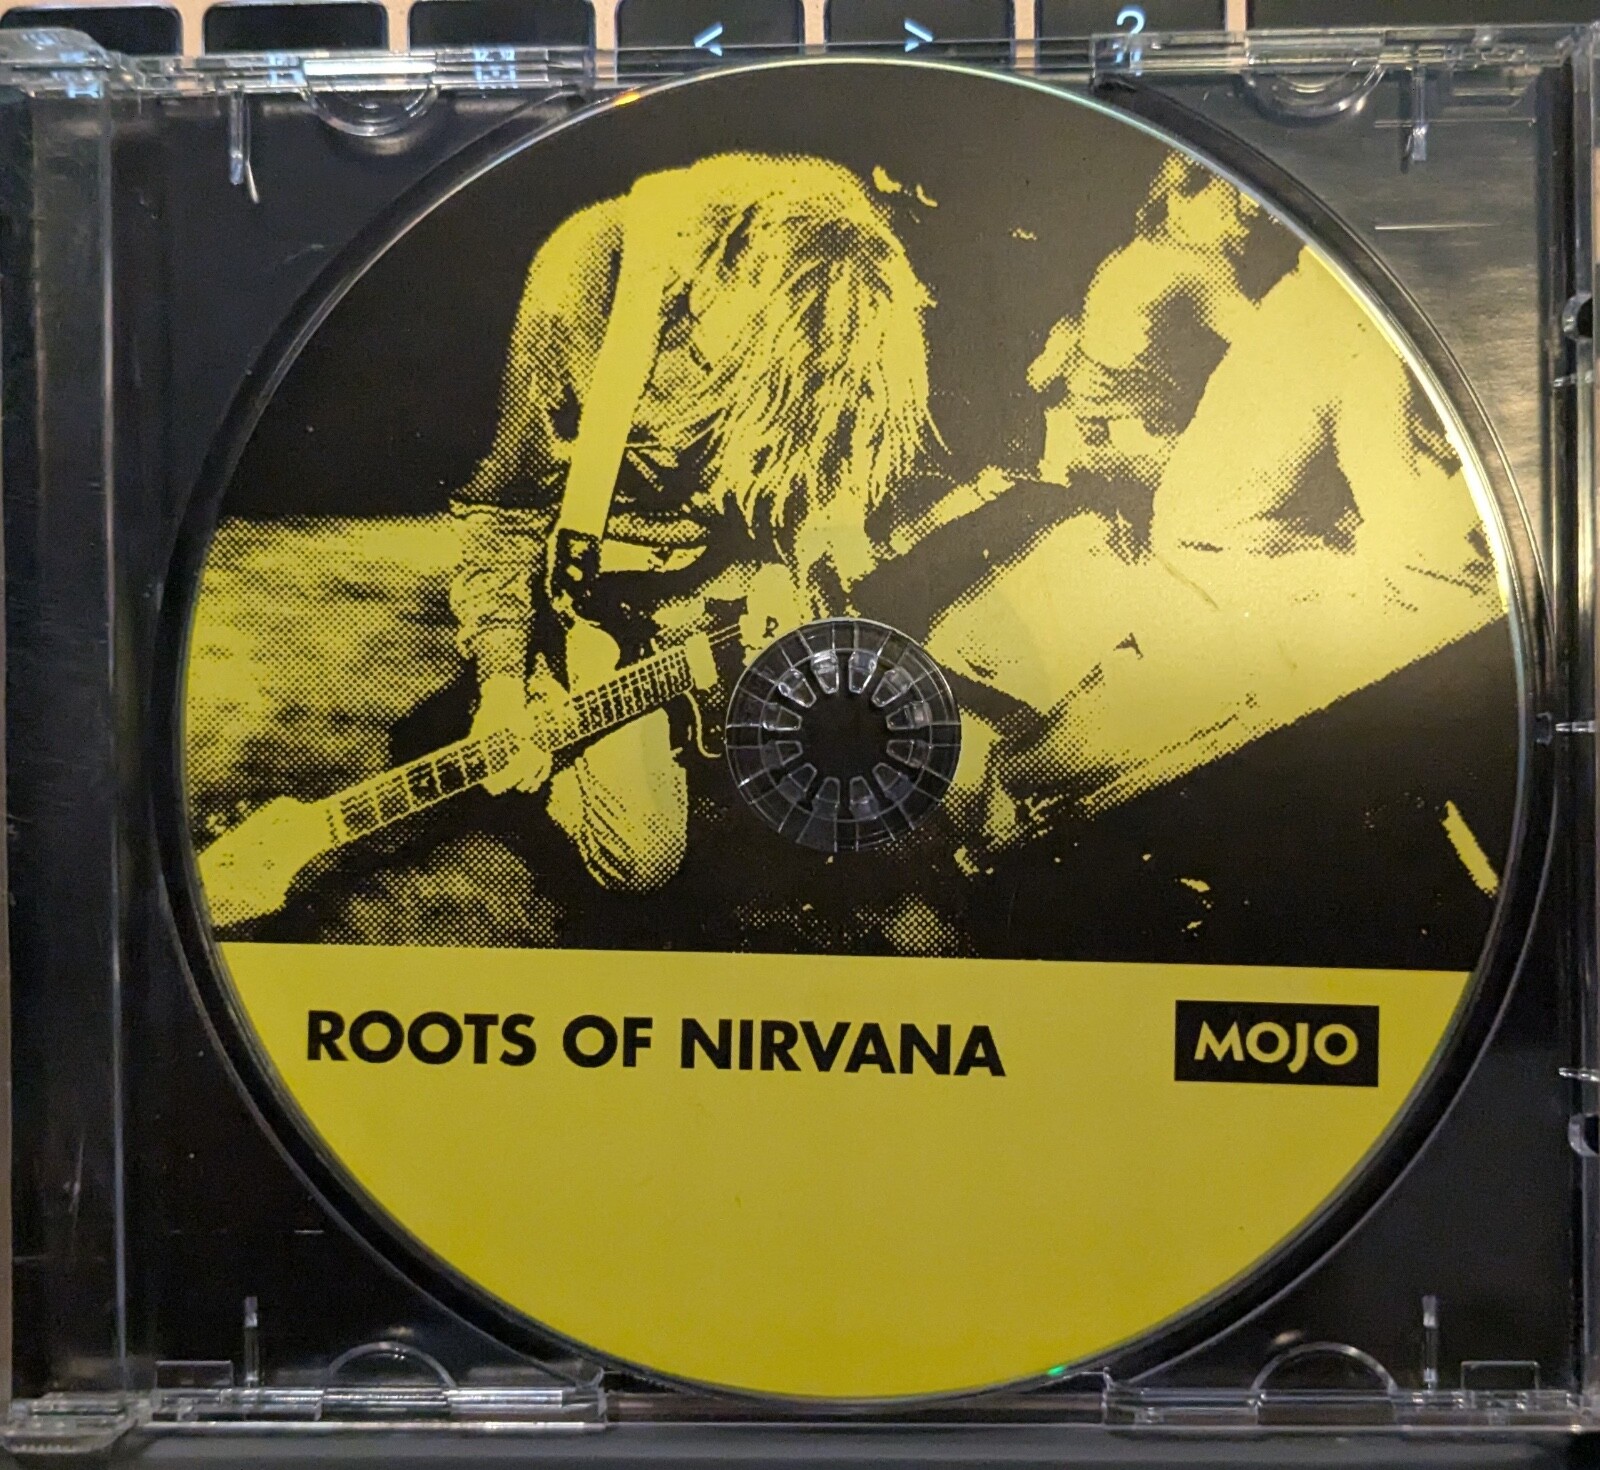 < > ?
R
ROOTS OF NIRVANA
MOJO